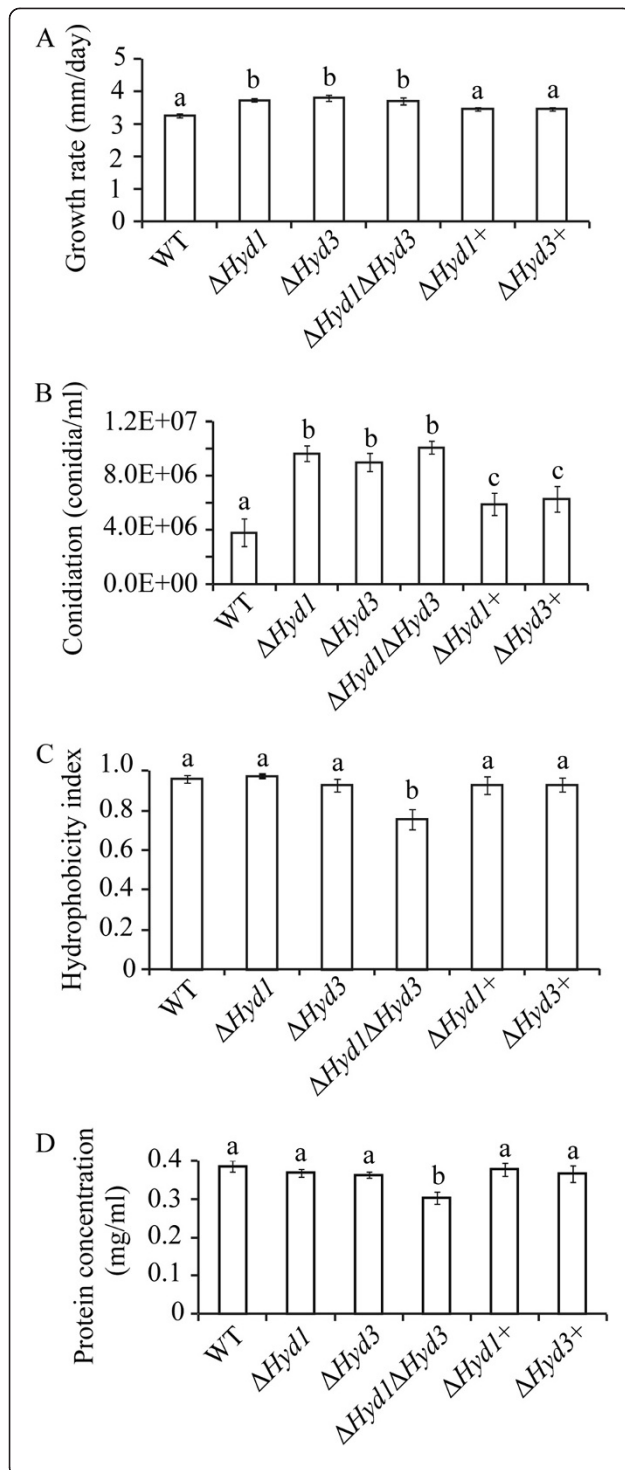 A
Growth rate (mm/day)
5
4
3
2
1
0
a
b
b
b
a
a
WT
ΔHyd1
ΔHyd3
ΔHyd1ΔHyd3
ΔHyd1+
ΔHyd3+
B
Conidiation (conidia/ml)
1.2E+07
8.0E+06
4.0E+06
0.0E+00
a
b
b
b
c
c
WT
ΔHyd1
ΔHyd3
ΔHyd1ΔHyd3
ΔHyd1+
ΔHyd3+
C
Hydrophobicity index
1.0
0.8
0.6
0.4
0.2
0
a
a
a
b
a
a
WT
ΔHyd1
ΔHyd3
ΔHyd1ΔHyd3
ΔHyd1+
ΔHyd3+
D
Protein concentration
(mg/ml)
0.4
0.3
0.1
0.1
0
a
a
a
b
a
a
WT
ΔHyd1
ΔHyd3
ΔHyd1ΔHyd3
ΔHyd1+
ΔHyd3+